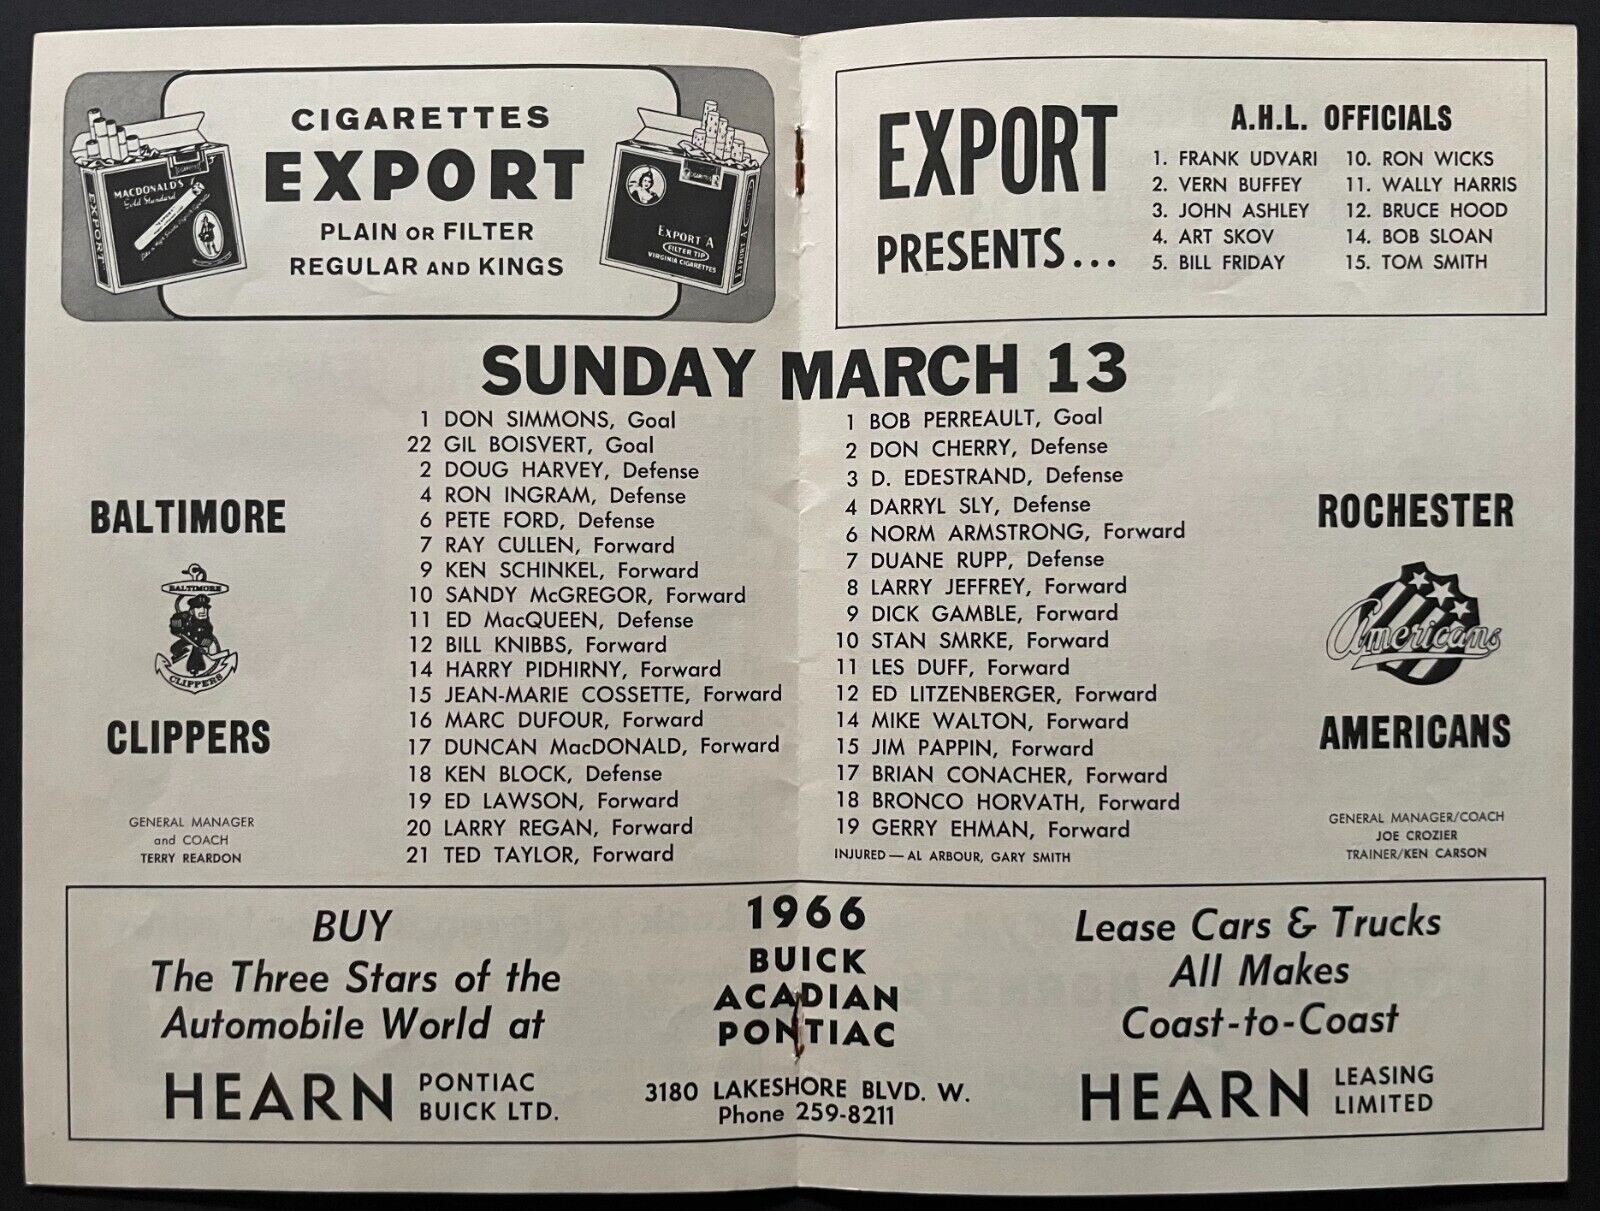 CIGARETTES
EXPORT
PLAIN OR FILTER
REGULAR AND KINGS
MACDONALD'S
Gold Standard
EXPORT
EXPORT "A"
FILTER TIP
VIRGINIA CIGARETTES
EXPORT
PRESENTS...
A.H.L. OFFICIALS
1. FRANK UDVARI
2. VERN BUFFEY
3. JOHN ASHLEY
4. ART SKOV
5. BILL FRIDAY
10. RON WICKS
11. WALLY HARRIS
12. BRUCE HOOD
14. BOB SLOAN
15. TOM SMITH
SUNDAY MARCH 13
BALTIMORE
BALTIMORE
CLIPPERS
CLIPPERS
GENERAL MANAGER
and COACH
TERRY REARDON
1 DON SIMMONS, Goal
22 GIL BOISVERT, Goal
2 DOUG HARVEY, Defense
4 RON INGRAM, Defense
6 PETE FORD, Defense
7 RAY CULLEN, Forward
9 KEN SCHINKEL, Forward
10 SANDY McGREGOR, Forward
11 ED MacQUEEN, Defense
12 BILL KNIBBS, Forward
14 HARRY PIDHIRNY, Forward
15 JEAN-MARIE COSSETTE, Forward
16 MARC DUFOUR, Forward
17 DUNCAN MacDONALD, Forward
18 KEN BLOCK, Defense
19 ED LAWSON, Forward
20 LARRY REGAN, Forward
21 TED TAYLOR, Forward
1 BOB PERREAULT, Goal
2 DON CHERRY, Defense
3 D. EDESTRAND, Defense
4 DARRYL SLY, Defense
6 NORM ARMSTRONG, Forward
7 DUANE RUPP, Defense
8 LARRY JEFFREY, Forward
9 DICK GAMBLE, Forward
10 STAN SMRKE, Forward
11 LES DUFF, Forward
12 ED LITZENBERGER, Forward
14 MIKE WALTON, Forward
15 JIM PAPPIN, Forward
17 BRIAN CONACHER, Forward
18 BRONCO HORVATH, Forward
19 GERRY EHMAN, Forward
INJURED — AL ARBOUR, GARY SMITH
ROCHESTER
Americans
AMERICANS
GENERAL MANAGER/COACH
JOE CROZIER
TRAINER/KEN CARSON
BUY
The Three Stars of the
Automobile World at
HEARN PONTIAC
BUICK LTD.
1966
BUICK
ACADIAN
PONTIAC
3180 LAKESHORE BLVD. W.
Phone 259-8211
Lease Cars & Trucks
All Makes
Coast-to-Coast
HEARN LEASING
LIMITED